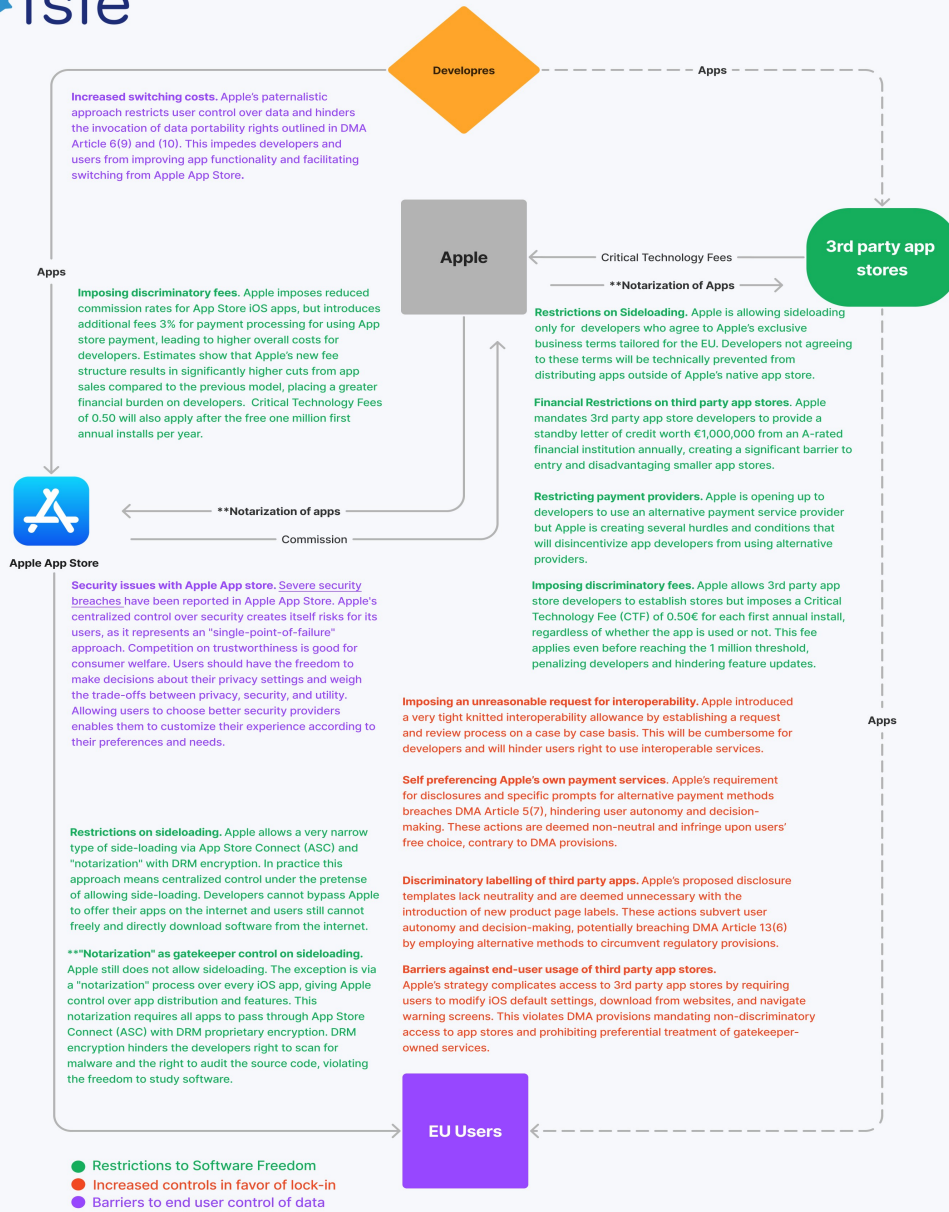 isle
Developres
Apps
Increased switching costs. Apple's paternalistic
approach restricts user control over data and hinders
the invocation of data portability rights outlined in DMA
Article 6(9) and (10). This impedes developers and
users from improving app functionality and facilitating
switching from Apple App Store.
Apple
3rd party app
stores
Critical Technology Fees
**Notarization of Apps
Apps
Imposing discriminatory fees. Apple imposes reduced
commission rates for App Store iOS apps, but introduces
additional fees 3% for payment processing for using App
store payment, leading to higher overall costs for
developers. Estimates show that Apple's new fee
structure results in significantly higher cuts from app
sales compared to the previous model, placing a greater
financial burden on developers.  Critical Technology Fees
of 0.50 will also apply after the free one million first
annual installs per year.
Restrictions on Sideloading. Apple is allowing sideloading
only for  developers who agree to Apple's exclusive
business terms tailored for the EU. Developers not agreeing
to these terms will be technically prevented from
distributing apps outside of Apple's native app store.
Financial Restrictions on third party app stores. Apple
mandates 3rd party app store developers to provide a
standby letter of credit worth €1,000,000 from an A-rated
financial institution annually, creating a significant barrier to
entry and disadvantaging smaller app stores.
Restricting payment providers. Apple is opening up to
developers to use an alternative payment service provider
but Apple is creating several hurdles and conditions that
will disincentivize app developers from using alternative
providers.
Imposing discriminatory fees. Apple allows 3rd party app
store developers to establish stores but imposes a Critical
Technology Fee (CTF) of 0.50€ for each first annual install,
regardless of whether the app is used or not. This fee
applies even before reaching the 1 million threshold,
penalizing developers and hindering feature updates.
**Notarization of apps
Commission
Apple App Store
Security issues with Apple App store. Severe security
breaches have been reported in Apple App Store. Apple's
centralized control over security creates itself risks for its
users, as it represents an "single-point-of-failure"
approach. Competition on trustworthiness is good for
consumer welfare. Users should have the freedom to
make decisions about their privacy settings and weigh
the trade-offs between privacy, security, and utility.
Allowing users to choose better security providers
enables them to customize their experience according to
their preferences and needs.
Imposing an unreasonable request for interoperability. Apple introduced
a very tight knitted interoperability allowance by establishing a request
and review process on a case by case basis. This will be cumbersome for
developers and will hinder users right to use interoperable services.
Apps
Self preferencing Apple's own payment services. Apple's requirement
for disclosures and specific prompts for alternative payment methods
breaches DMA Article 5(7), hindering user autonomy and decision-
making. These actions are deemed non-neutral and infringe upon users'
free choice, contrary to DMA provisions.
Restrictions on sideloading. Apple allows a very narrow
type of side-loading via App Store Connect (ASC) and
"notarization" with DRM encryption. In practice this
approach means centralized control under the pretense
of allowing side-loading. Developers cannot bypass Apple
to offer their apps on the internet and users still cannot
freely and directly download software from the internet.
Discriminatory labelling of third party apps. Apple's proposed disclosure
templates lack neutrality and are deemed unnecessary with the
introduction of new product page labels. These actions subvert user
autonomy and decision-making, potentially breaching DMA Article 13(6)
by employing alternative methods to circumvent regulatory provisions.
**"Notarization" as gatekeeper control on sideloading.
Apple still does not allow sideloading. The exception is via
a "notarization" process over every iOS app, giving Apple
control over app distribution and features. This
notarization requires all apps to pass through App Store
Connect (ASC) with DRM proprietary encryption. DRM
encryption hinders the developers right to scan for
malware and the right to audit the source code, violating
the freedom to study software.
Barriers against end-user usage of third party app stores.
Apple's strategy complicates access to 3rd party app stores by requiring
users to modify iOS default settings, download from websites, and navigate
warning screens. This violates DMA provisions mandating non-discriminatory
access to app stores and prohibiting preferential treatment of gatekeeper-
owned services.
EU Users
Restrictions to Software Freedom
Increased controls in favor of lock-in
Barriers to end user control of data